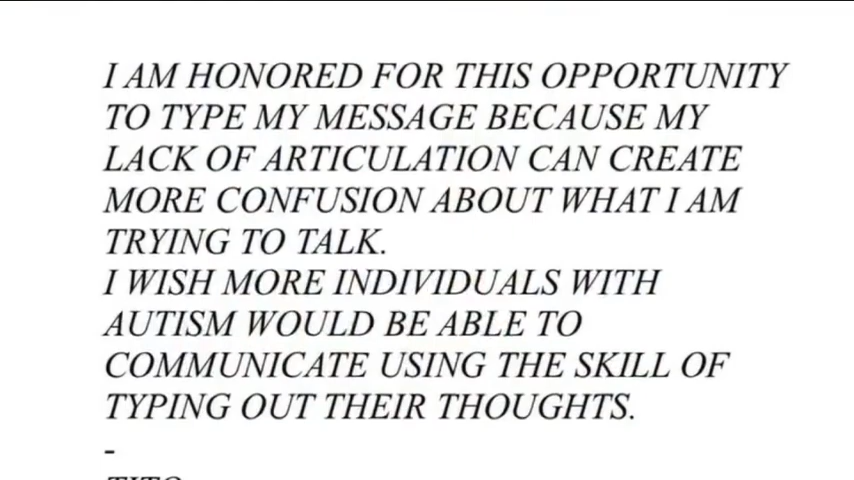 I AM HONORED FOR THIS OPPORTUNITY
TO TYPE MY MESSAGE BECAUSE MY
LACK OF ARTICULATION CAN CREATE
MORE CONFUSION ABOUT WHAT I AM
TRYING TO TALK.
I WISH MORE INDIVIDUALS WITH
AUTISM WOULD BE ABLE TO
COMMUNICATE USING THE SKILL OF
TYPING OUT THEIR THOUGHTS.
-
TITO